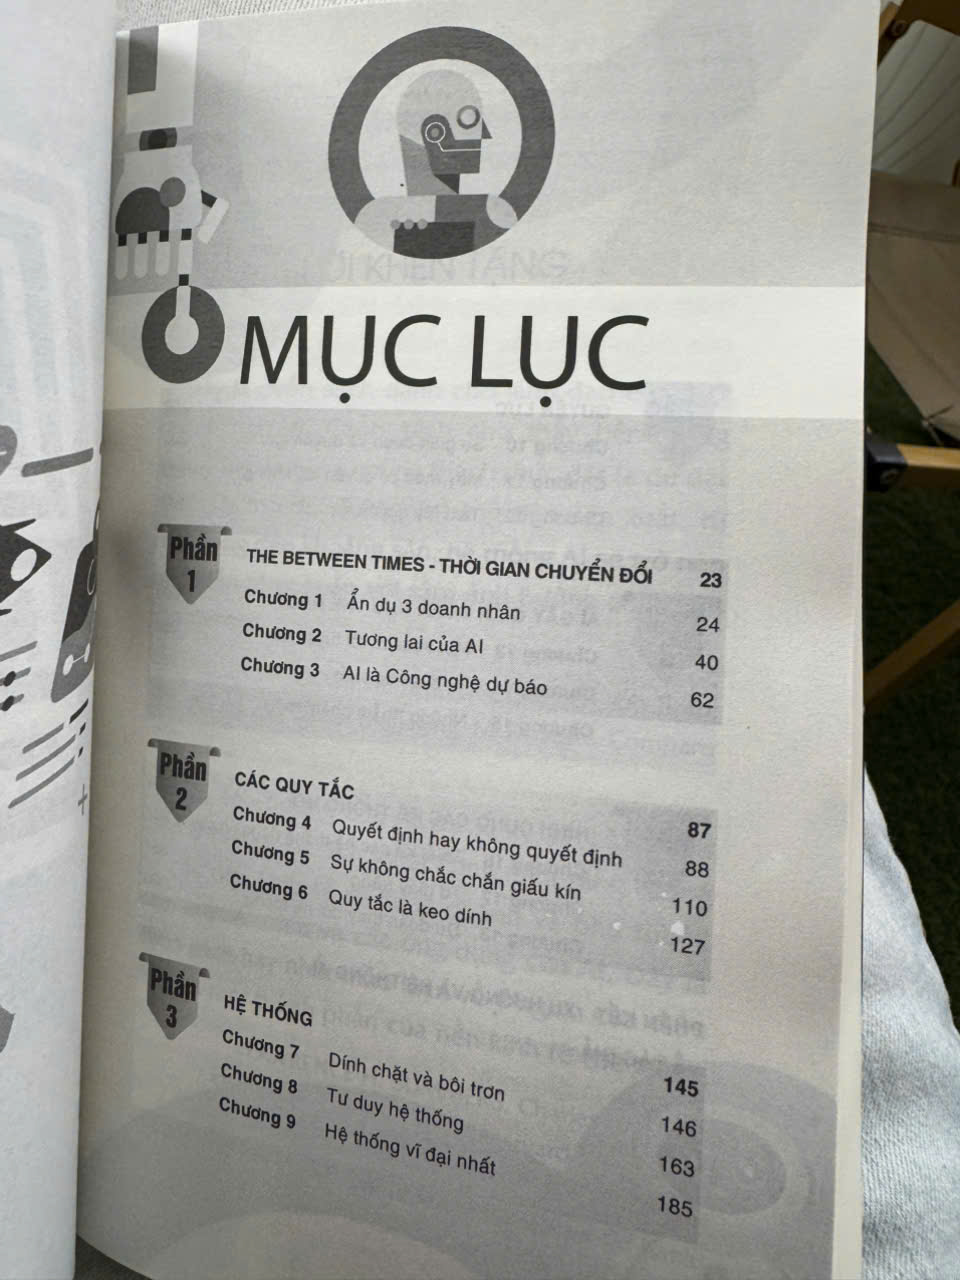 MỤC LỤC
Phần 1
THE BETWEEN TIMES - THỜI GIAN CHUYỂN ĐỔI 23
Chương 1 Ẩn dụ 3 doanh nhân 24
Chương 2 Tương lai của AI 40
Chương 3 AI là Công nghệ dự báo 62
Phần 2
CÁC QUY TẮC 87
Chương 4 Quyết định hay không quyết định 88
Chương 5 Sự không chắc chắn giấu kín 110
Chương 6 Quy tắc là keo dính 127
Phần 3
HỆ THỐNG 145
Chương 7 Dính chặt và bôi trơn 146
Chương 8 Tư duy hệ thống 163
Chương 9 Hệ thống vĩ đại nhất 185